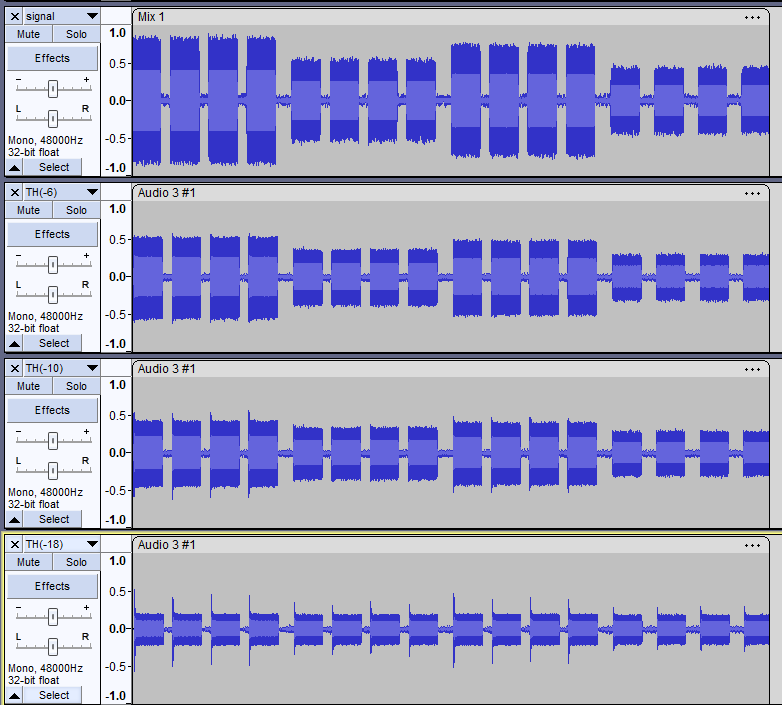 signal Mix 1 ...
Mute Solo 1.0
Effects 0.5
- + 0.0
L R -0.5
Mono, 48000Hz
32-bit float
Select -1.0
TH(-6) Audio 3 #1 ...
Mute Solo 1.0
Effects 0.5
- + 0.0
L R -0.5
Mono, 48000Hz
32-bit float
Select -1.0
TH(-10) Audio 3 #1 ...
Mute Solo 1.0
Effects 0.5
- + 0.0
L R -0.5
Mono, 48000Hz
32-bit float
Select -1.0
TH(-18) Audio 3 #1 ...
Mute Solo 1.0
Effects 0.5
- + 0.0
L R -0.5
Mono, 48000Hz
32-bit float
Select -1.0